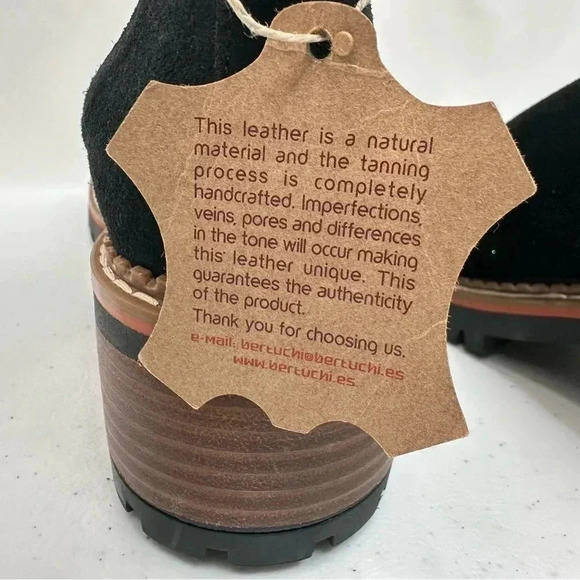 This leather is a natural
material and the tanning
process is completely
handcrafted. Imperfections,
veins, pores and differences
in the tone will occur making
this' leather unique. This
guarantees the authenticity
of the product.
Thank you for choosing us.
e-Mail: bertuchi@bertuchi.es
www.bertuchi.es